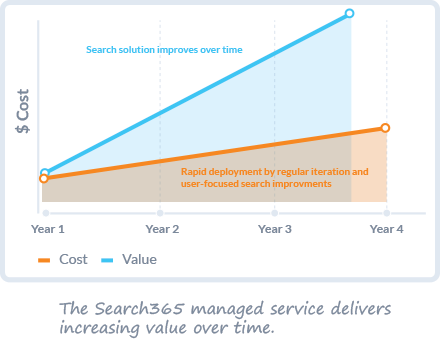 Search solution improves over time
$ Cost
Rapid deployment by regular iteration and
user-focused search improvments
Year 1 Year 2 Year 3 Year 4
Cost Value
The Search365 managed service delivers
increasing value over time.